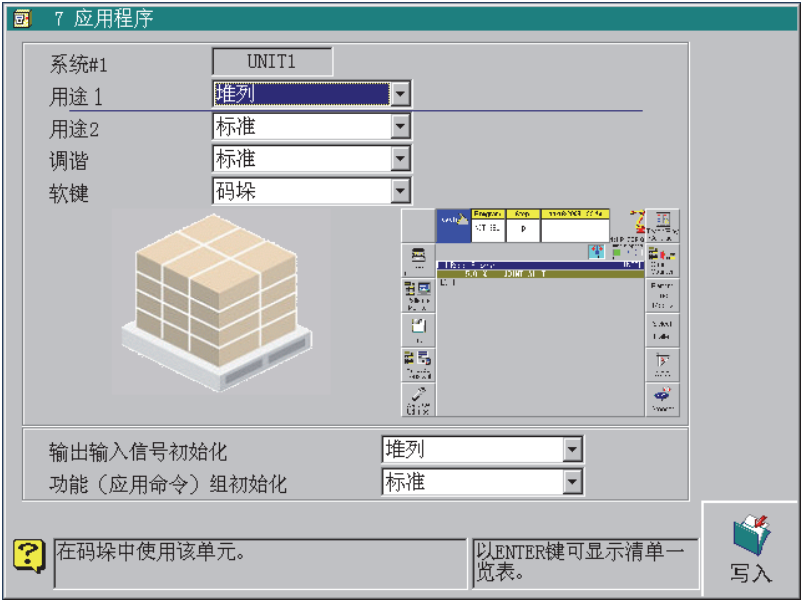 7 应用程序
系统#1 UNIT1
用途1 堆列
用途2 标准
调谐 标准
软键 码垛
Program Step
P
输出输入信号初始化 堆列
功能（应用命令）组初始化 标准
在码垛中使用该单元。
以ENTER键可显示清单一
览表。
写入